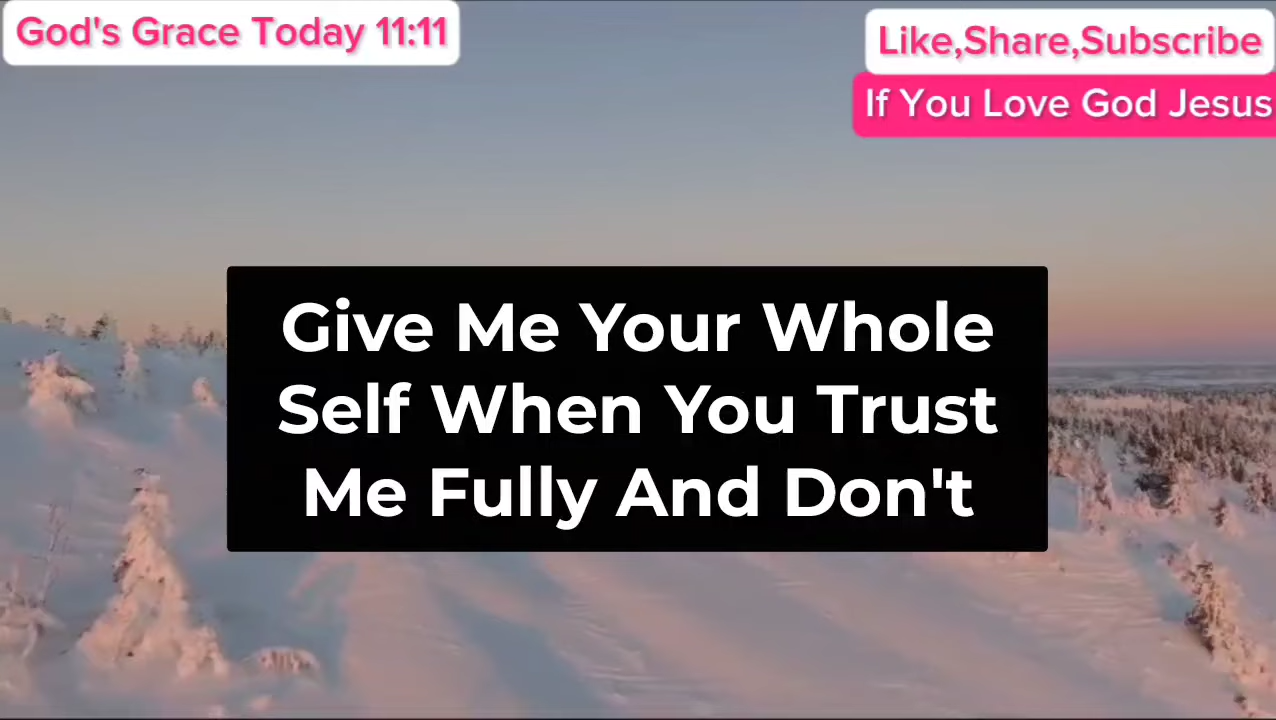 God's Grace Today 11:11
Like,Share,Subscribe
If You Love God Jesus
Give Me Your Whole
Self When You Trust
Me Fully And Don't